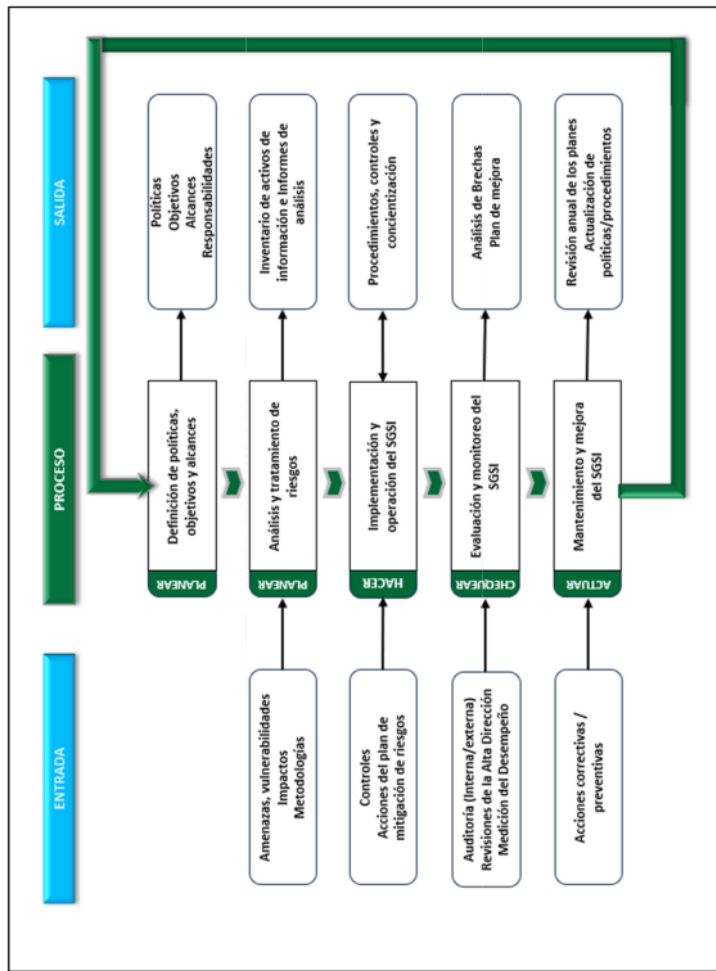 ENTRADA
PROCESO
SALIDA
PLANEAR
Definición de políticas,
objetivos y alcances
Políticas
Objetivos
Alcances
Responsabilidades
Amenazas, vulnerabilidades
Impactos
Metodologías
PLANEAR
Análisis y tratamiento de
riesgos
Inventario de activos de
información e Informes de
análisis
Controles
Acciones del plan de
mitigación de riesgos
HACER
Implementación y
operación del SGSI
Procedimientos, controles y
concientización
Auditoría (Interna/externa)
Revisiones de la Alta Dirección
Medición del Desempeño
CHEQUEAR
Evaluación y monitoreo del
SGSI
Análisis de Brechas
Plan de mejora
Acciones correctivas /
preventivas
ACTUAR
Mantenimiento y mejora
del SGSI
Revisión anual de los planes
Actualización de
políticas/procedimientos